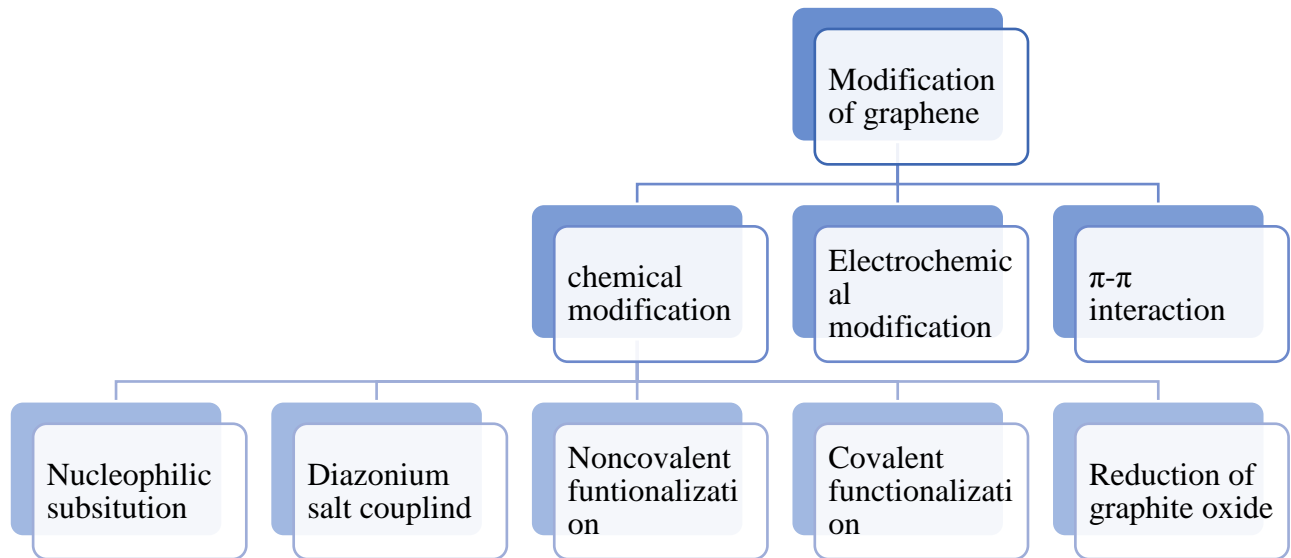 Modification
of graphene
chemical
modification
Electrochemic
al
modification
π-π
interaction
Nucleophilic
subsitution
Diazonium
salt couplind
Noncovalent
funtionalizati
on
Covalent
functionalizati
on
Reduction of
graphite oxide